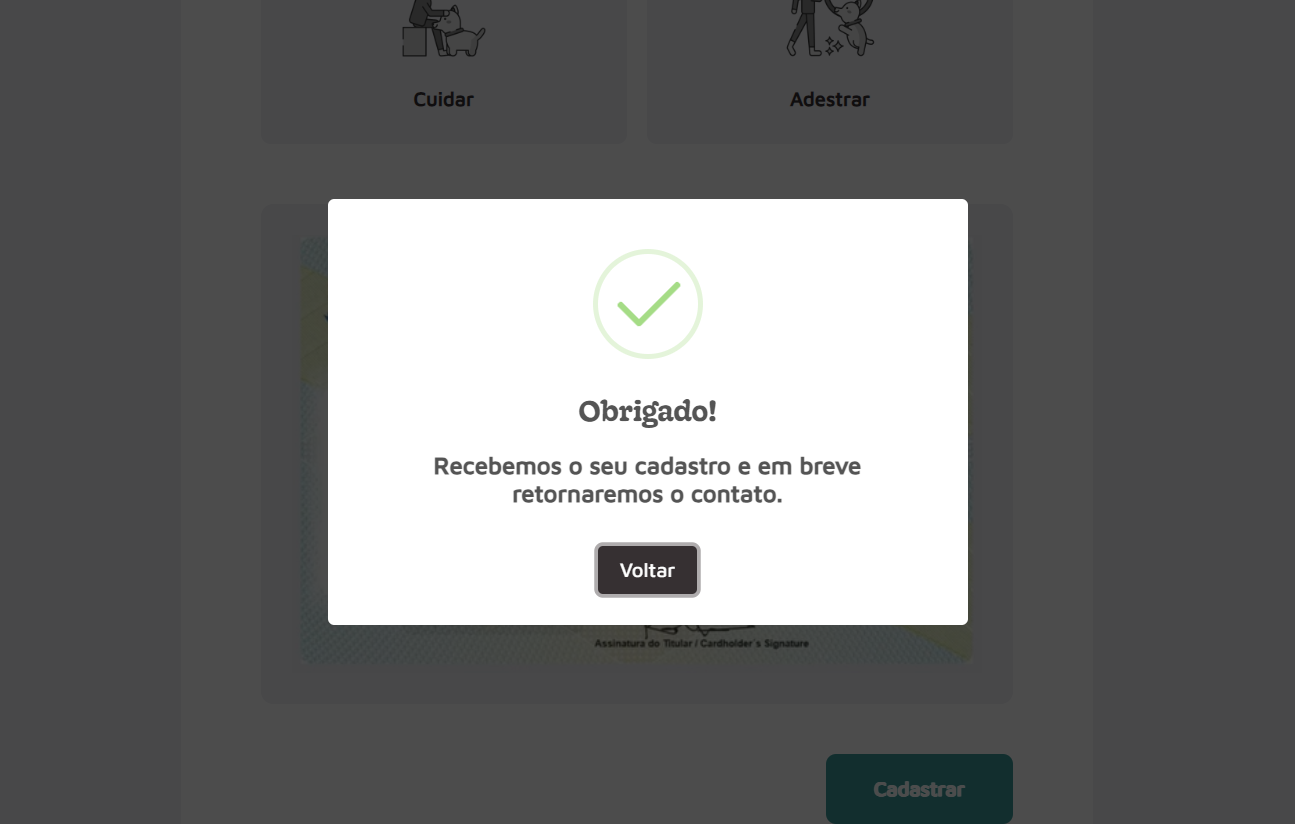 Cuidar
Adestrar
Obrigado!
Recebemos o seu cadastro e em breve
retornaremos o contato.
Voltar
Assinatura do Titular / Cardholder's Signature
Cadastrar